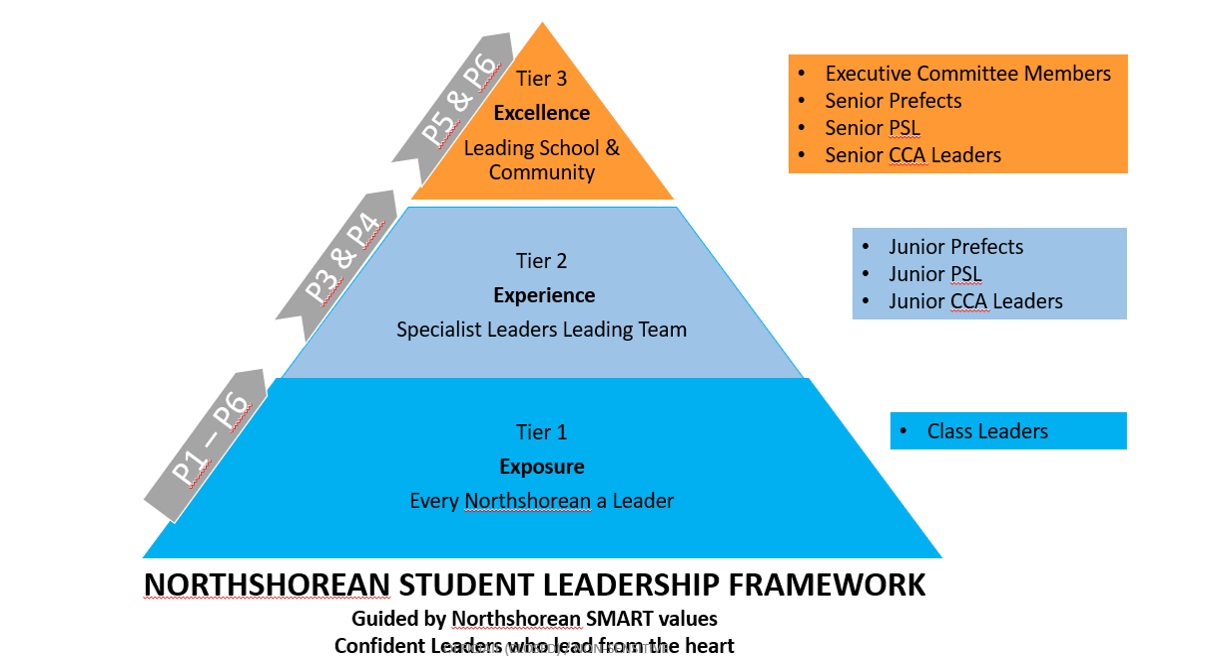 P5 & P6
Tier 3
Excellence
Leading School &
Community
• Executive Committee Members
• Senior Prefects
• Senior PSL
• Senior CCA Leaders
P3 & P4
Tier 2
Experience
Specialist Leaders Leading Team
• Junior Prefects
• Junior PSL
• Junior CCA Leaders
P1 – P6
Tier 1
Exposure
Every Northshorean a Leader
• Class Leaders
NORTHSHOREAN STUDENT LEADERSHIP FRAMEWORK
Guided by Northshorean SMART values
Confident Leaders who lead from the heart
(CLOSED) / NON-SENSITIVE